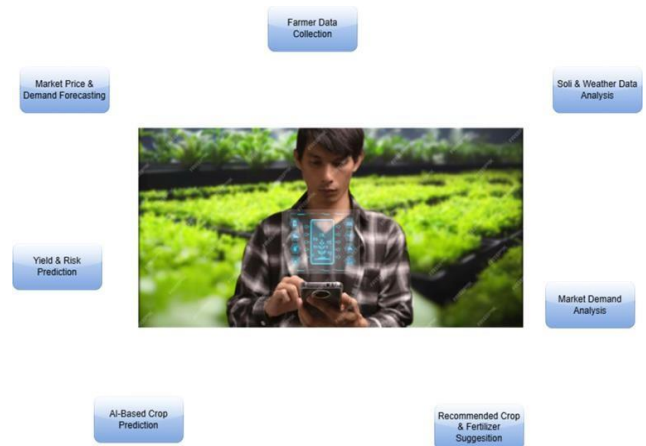 Farmer Data
Collection
Market Price &
Demand Forecasting
Soli & Weather Data
Analysis
Yield & Risk
Prediction
Market Demand
Analysis
AI-Based Crop
Prediction
Recommended Crop
& Fertilizer
Suggestion